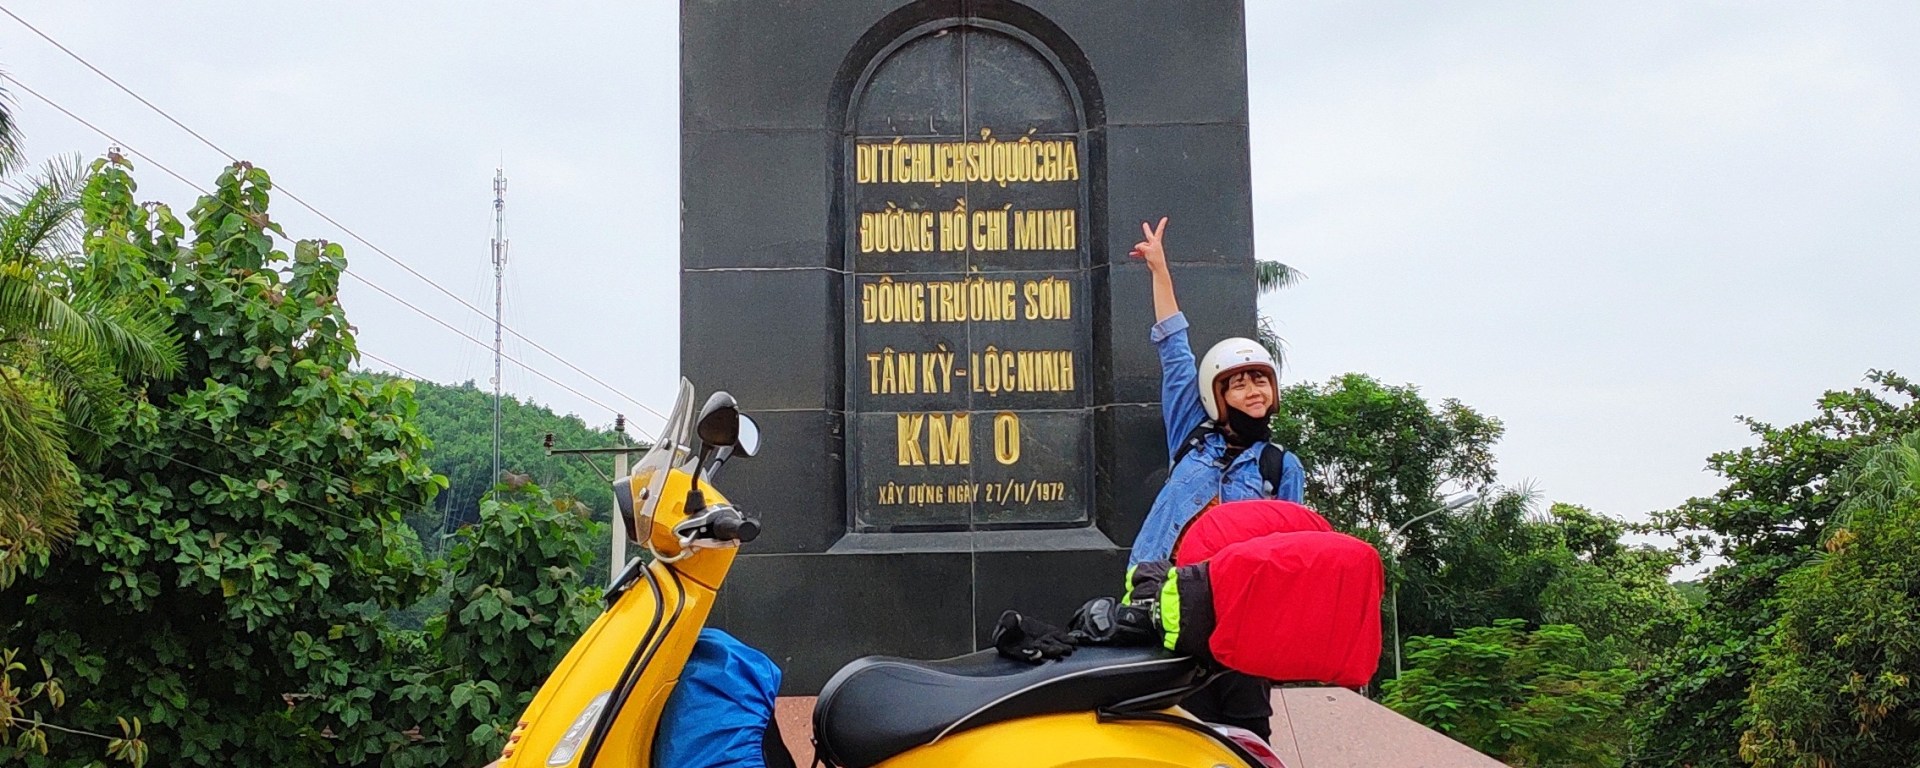 DI TÍCH LỊCH SỬ QUỐC GIA
ĐƯỜNG HỒ CHÍ MINH
ĐÔNG TRƯỜNG SƠN
TÂN KỲ - LỘC NINH
KM 0
XÂY DỰNG NGÀY 27/11/1972